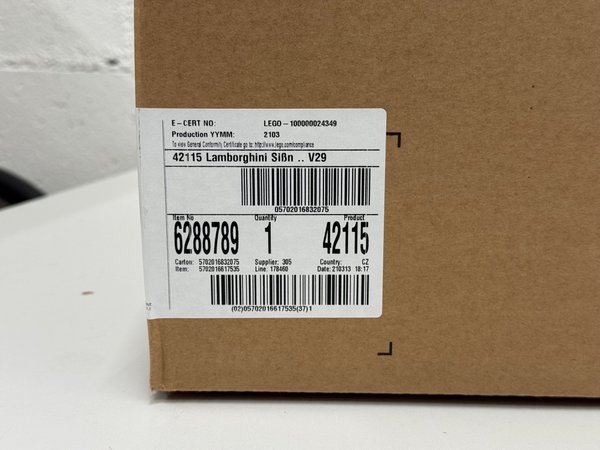 E-CERT NO: LEGO-100000024349
Production YYMM: 2103
To view General Conformity Certificate go to: http://www.lego.com/compliance
42115 Lamborghini Sißn .. V29
05702016832075
Item No Quantity Product
6288789 1 42115
Carton: 5702016832075 Supplier: 305 Country: CZ
Item: 5702016617535 Line: 178460 Date: 210313 18:17
(02)05702016617535(37)1